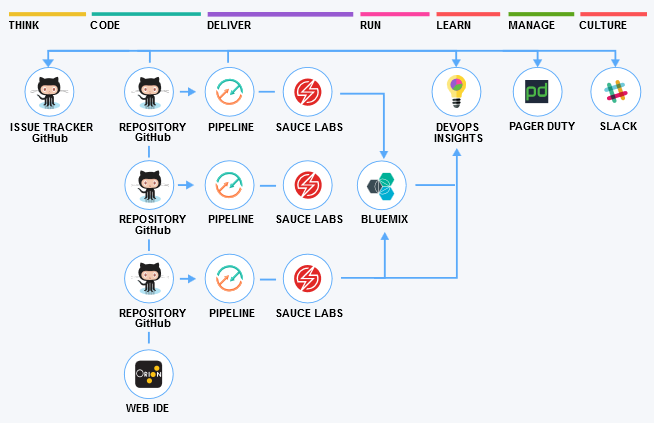 THINK
CODE
DELIVER
RUN
LEARN
MANAGE
CULTURE
ISSUE TRACKER
GitHub
REPOSITORY
GitHub
PIPELINE
SAUCE LABS
DEVOPS
INSIGHTS
pd
PAGER DUTY
SLACK
REPOSITORY
GitHub
PIPELINE
SAUCE LABS
BLUEMIX
REPOSITORY
GitHub
PIPELINE
SAUCE LABS
ORION
WEB IDE